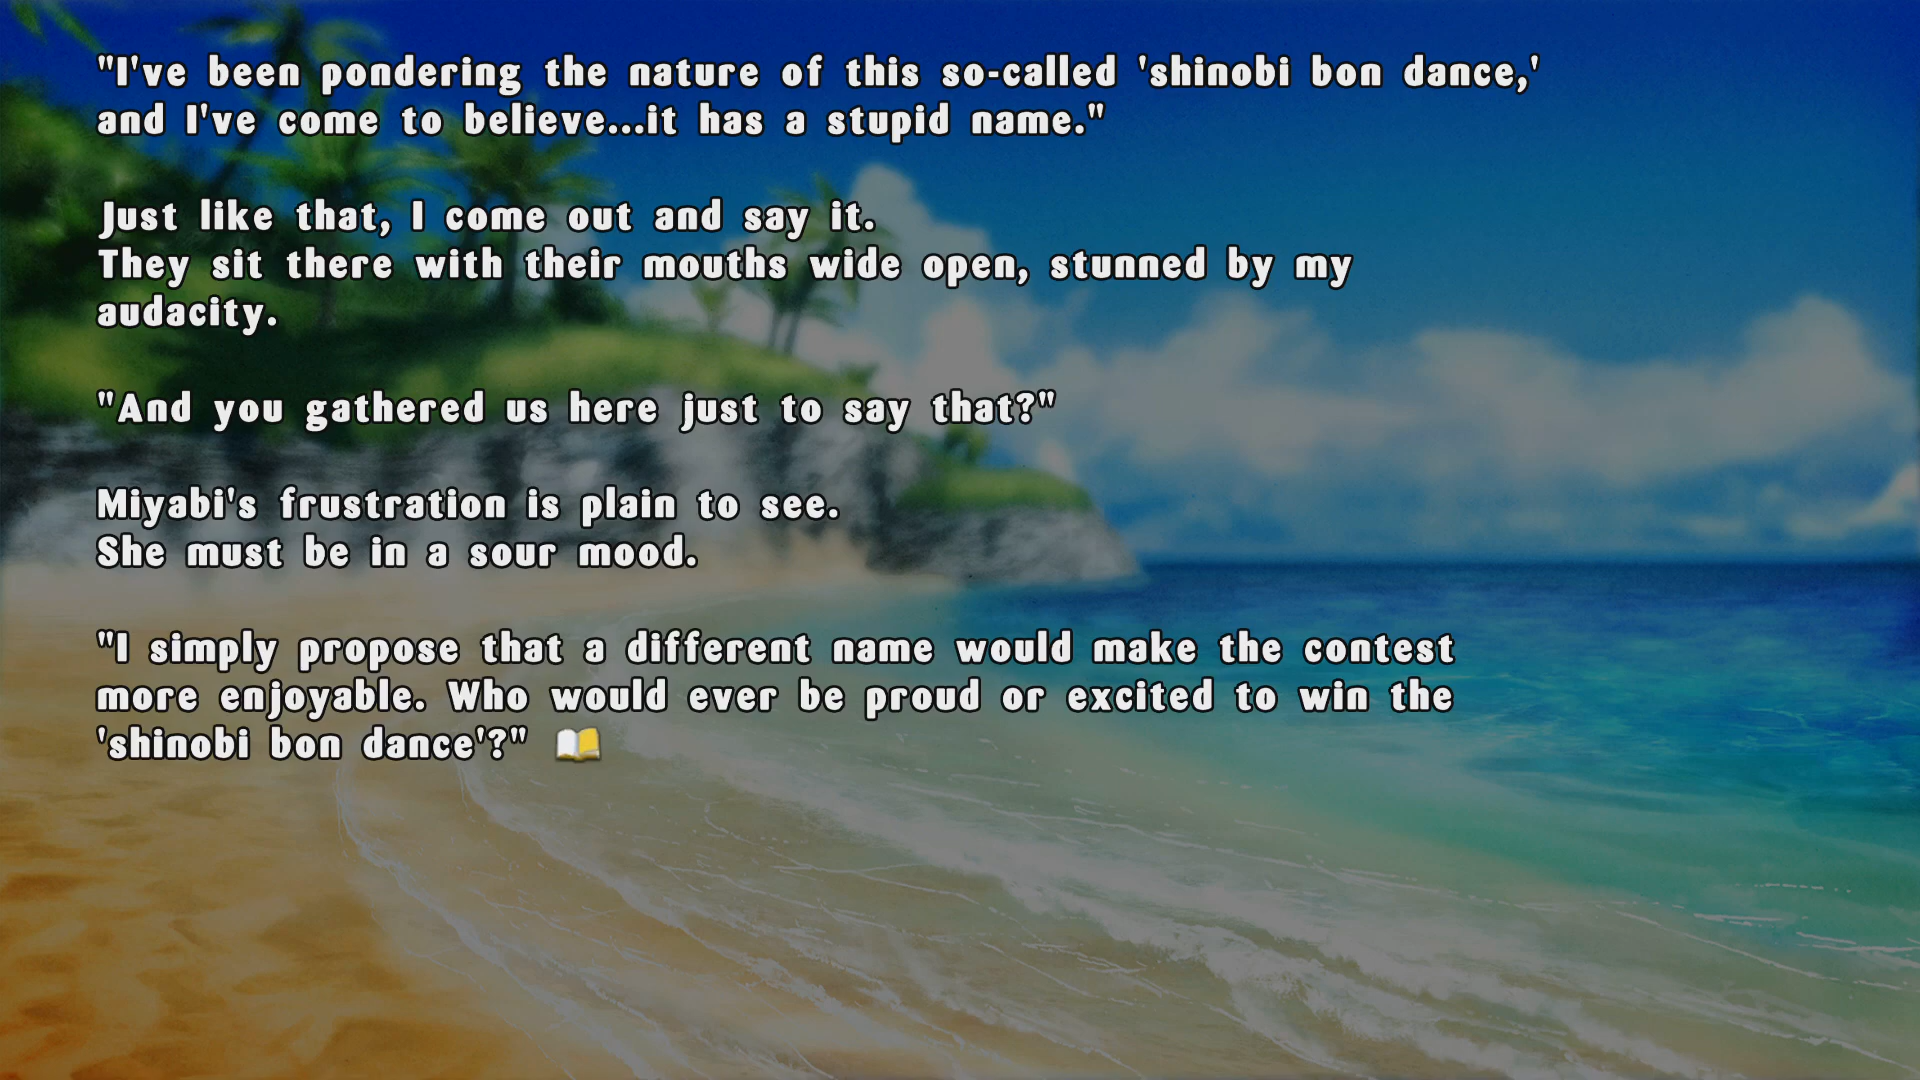 "I've been pondering the nature of this so-called 'shinobi bon dance,'
and I've come to believe...it has a stupid name."
Just like that, I come out and say it.
They sit there with their mouths wide open, stunned by my
audacity.
"And you gathered us here just to say that?"
Miyabi's frustration is plain to see.
She must be in a sour mood.
"I simply propose that a different name would make the contest
more enjoyable. Who would ever be proud or excited to win the
'shinobi bon dance'?"